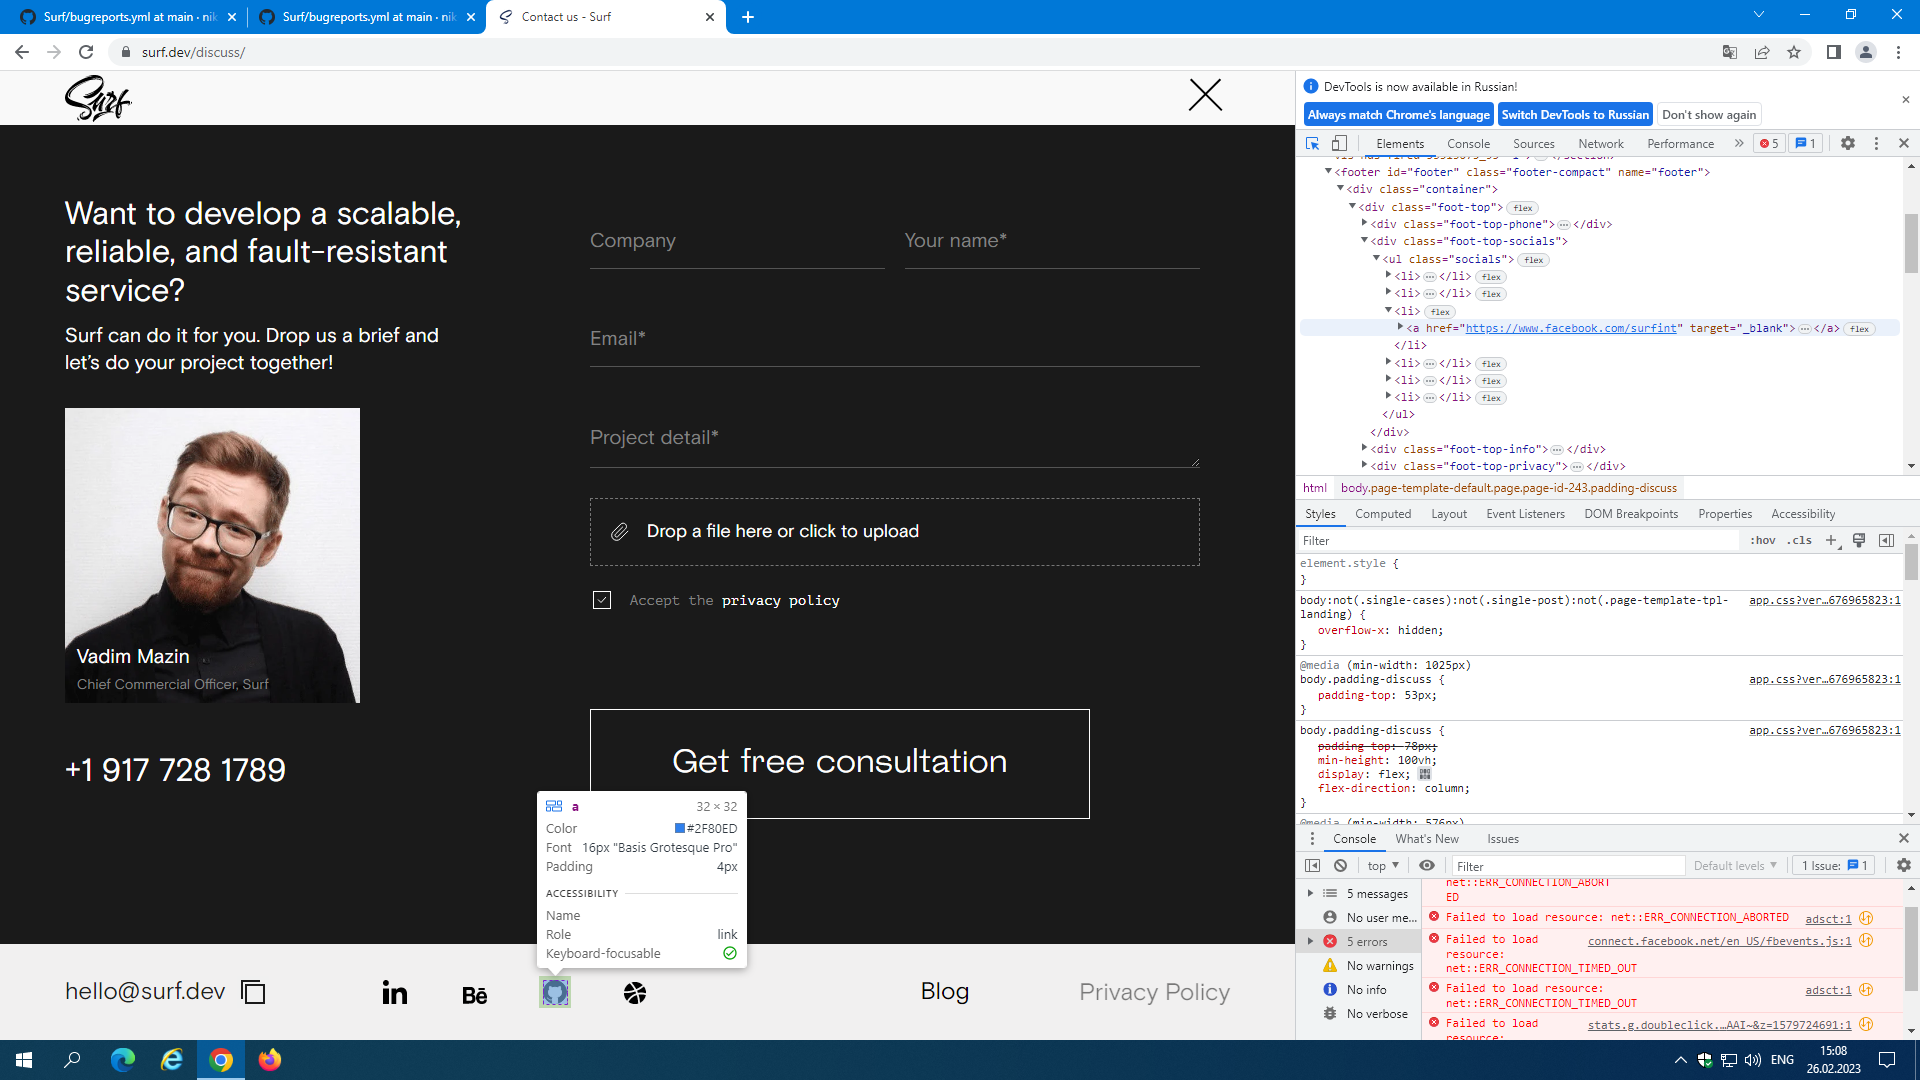 Surf/bugreports.yml at main · nik
Surf/bugreports.yml at main · nik
Contact us - Surf
surf.dev/discuss/
Surf
Want to develop a scalable,
reliable, and fault-resistant
service?
Surf can do it for you. Drop us a brief and
let's do your project together!
Vadim Mazin
Chief Commercial Officer, Surf
+1 917 728 1789
Company
Your name*
Email*
Project detail*
Drop a file here or click to upload
Accept the privacy policy
Get free consultation
a 32 × 32
Color #2F80ED
Font 16px "Basis Grotesque Pro"
Padding 4px
ACCESSIBILITY
Name
Role link
Keyboard-focusable
hello@surf.dev
in
Bē
Blog
Privacy Policy
DevTools is now available in Russian!
Always match Chrome's language
Switch DevTools to Russian
Don't show again
Elements Console Sources Network Performance » 5 1
<footer id="footer" class="footer-compact" name="footer">
<div class="container">
<div class="foot-top"> flex
<div class="foot-top-phone">…</div>
<div class="foot-top-socials">
<ul class="socials"> flex
<li>…</li> flex
<li>…</li> flex
<li> flex
<a href="https://www.facebook.com/surfint" target="_blank">…</a> flex
</li>
<li>…</li> flex
<li>…</li> flex
<li>…</li> flex
</ul>
</div>
<div class="foot-top-info">…</div>
<div class="foot-top-privacy">…</div>
html body.page-template-default.page.page-id-243.padding-discuss
Styles Computed Layout Event Listeners DOM Breakpoints Properties Accessibility
Filter :hov .cls +
element.style {
}
body:not(.single-cases):not(.single-post):not(.page-template-tpl- app.css?ver…676965823:1
landing) {
overflow-x: hidden;
}
@media (min-width: 1025px)
body.padding-discuss { app.css?ver…676965823:1
padding-top: 53px;
}
body.padding-discuss { app.css?ver…676965823:1
padding-top: 78px;
min-height: 100vh;
display: flex;
flex-direction: column;
}
@media (min-width: 576px)
Console What's New Issues
top ▼ Filter Default levels ▼ 1 Issue: 1
5 messages
No user me...
5 errors
No warnings
No info
No verbose
net::ERR_CONNECTION_ABORT
ED
Failed to load resource: net::ERR_CONNECTION_ABORTED adsct:1
Failed to load connect.facebook.net/en_US/fbevents.js:1
resource:
net::ERR_CONNECTION_TIMED_OUT
Failed to load resource: adsct:1
net::ERR_CONNECTION_TIMED_OUT
Failed to load stats.g.doubleclick.…AAI~&z=1579724691:1
resource:
ENG
15:08
26.02.2023